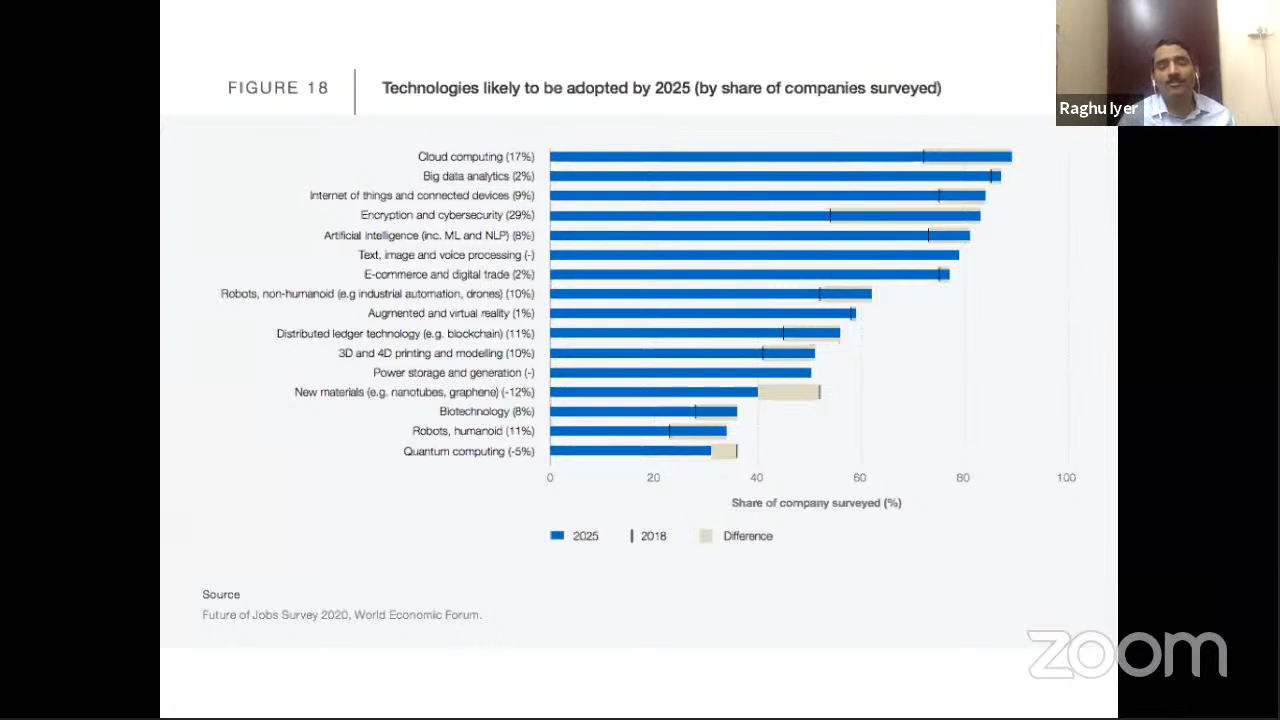 FIGURE 18
Technologies likely to be adopted by 2025 (by share of companies surveyed)
Raghu Iyer
Cloud computing (17%)
Big data analytics (2%)
Internet of things and connected devices (9%)
Encryption and cybersecurity (29%)
Artificial intelligence (inc. ML and NLP) (8%)
Text, image and voice processing (-)
E-commerce and digital trade (2%)
Robots, non-humanoid (e.g industrial automation, drones) (10%)
Augmented and virtual reality (1%)
Distributed ledger technology (e.g. blockchain) (11%)
3D and 4D printing and modelling (10%)
Power storage and generation (-)
New materials (e.g. nanotubes, graphene) (-12%)
Biotechnology (8%)
Robots, humanoid (11%)
Quantum computing (-5%)
0 20 40 60 80 100
Share of company surveyed (%)
2025 2018 Difference
Source
Future of Jobs Survey 2020, World Economic Forum.
zoom